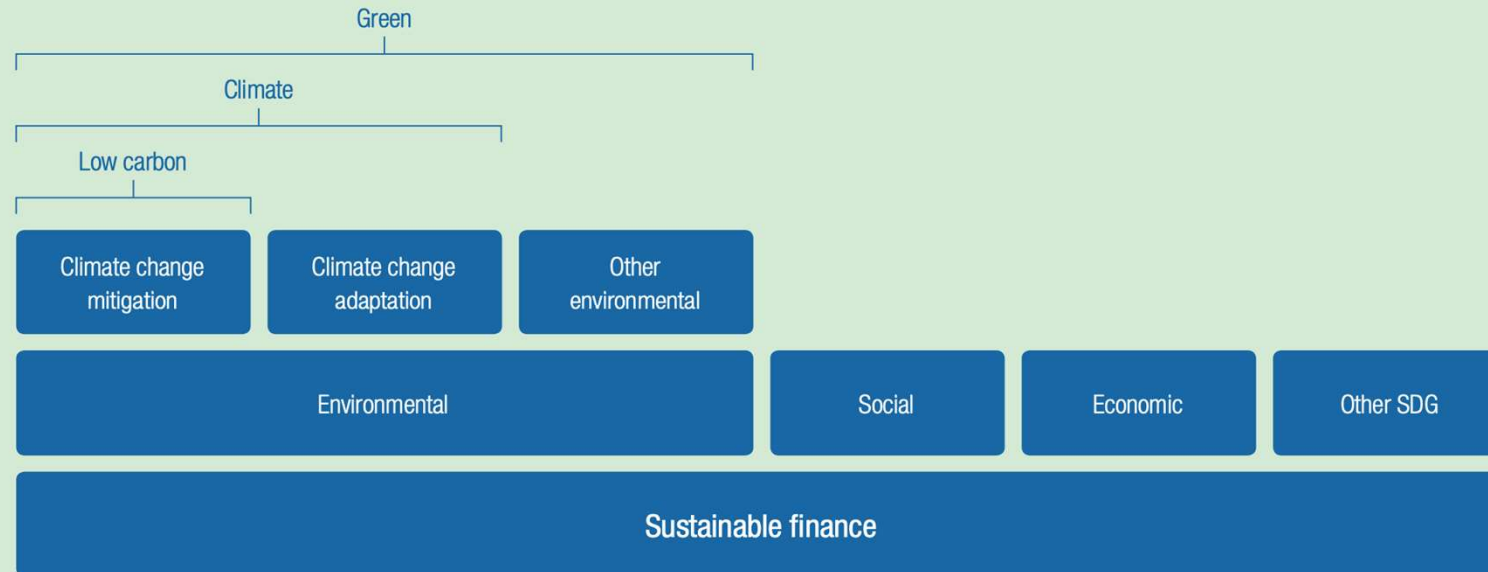 Green
Climate
Low carbon
Climate change
mitigation
Climate change
adaptation
Other
environmental
Environmental
Social
Economic
Other SDG
Sustainable finance